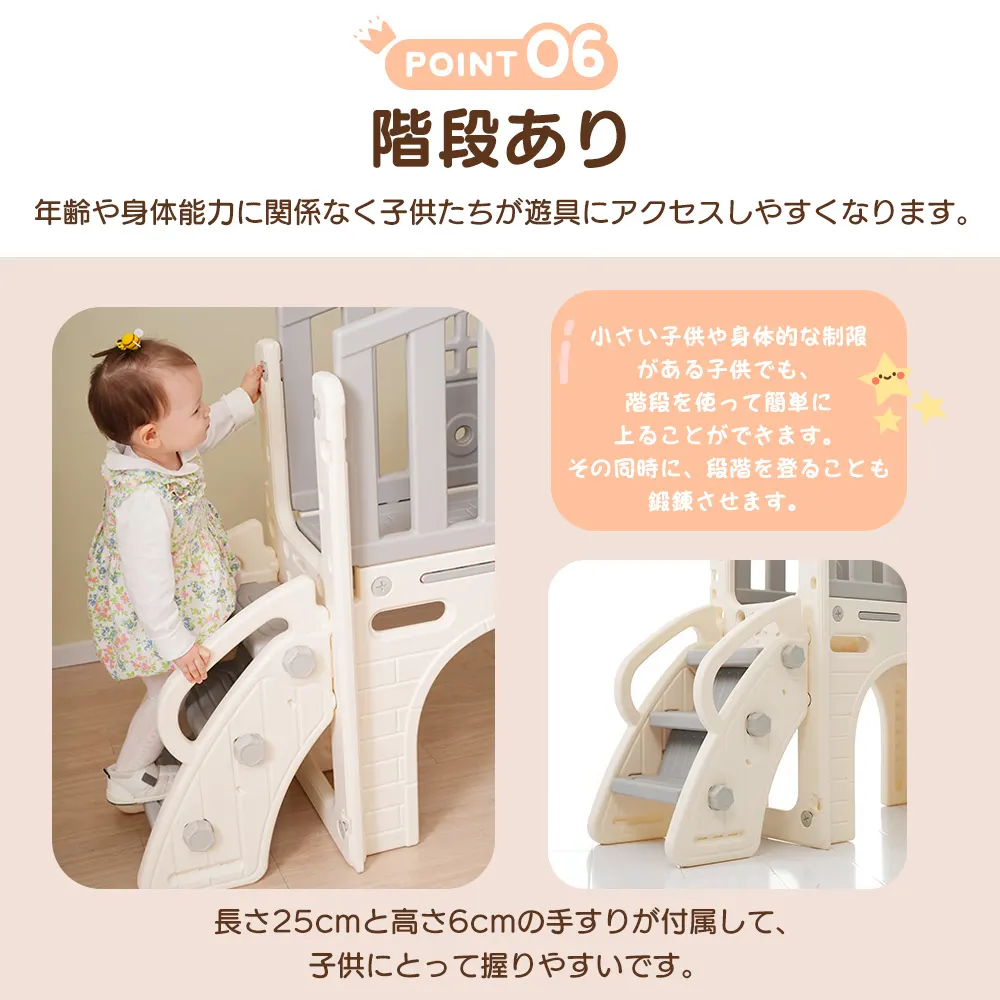 POINT 06
階段あり
年齢や身体能力に関係なく子供たちが遊具にアクセスしやすくなります。
小さい子供や身体的な制限
がある子供でも、
階段を使って簡単に
上ることができます。
その同時に、段階を登ることも
鍛錬させます。
長さ25cmと高さ6cmの手すりが付属して、
子供にとって握りやすいです。